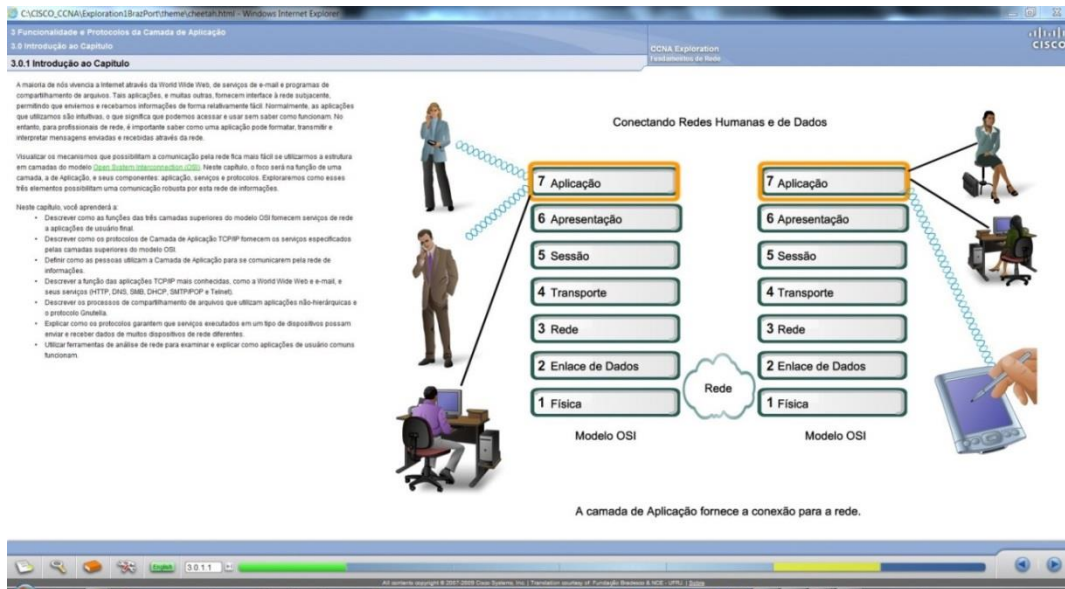 C:\CISCO_CCNA\Exploration1BrazPort\theme\cheetah.html - Windows Internet Explorer
3 Funcionalidade e Protocolos da Camada de Aplicação
3.0 Introdução ao Capítulo
CCNA Exploration
Fundamentos de Rede
CISCO
3.0.1 Introdução ao Capítulo
A maioria de nós vivencia a Internet através da World Wide Web, de serviços de e-mail e programas de
compartilhamento de arquivos. Tais aplicações, e muitas outras, fornecem interface à rede subjacente,
permitindo que enviemos e recebamos informações de forma relativamente fácil. Normalmente, as aplicações
que utilizamos são intuitivas, o que significa que podemos acessar e usar sem saber como funcionam. No
entanto, para profissionais de rede, é importante saber como uma aplicação pode formatar, transmitir e
interpretar mensagens enviadas e recebidas através da rede.
Visualizar os mecanismos que possibilitam a comunicação pela rede fica mais fácil se utilizarmos a estrutura
em camadas do modelo Open System Interconnection (OSI). Neste capítulo, o foco será na função de uma
camada, a de Aplicação, e seus componentes: aplicação, serviços e protocolos. Exploraremos como esses
três elementos possibilitam uma comunicação robusta por esta rede de informações.
Neste capítulo, você aprenderá a:
• Descrever como as funções das três camadas superiores do modelo OSI fornecem serviços de rede
a aplicações de usuário final.
• Descrever como os protocolos de Camada de Aplicação TCP/IP fornecem os serviços especificados
pelas camadas superiores do modelo OSI.
• Definir como as pessoas utilizam a Camada de Aplicação para se comunicarem pela rede de
informações.
• Descrever a função das aplicações TCP/IP mais conhecidas, como a World Wide Web e e-mail, e
seus serviços (HTTP, DNS, SMB, DHCP, SMTP/POP e Telnet).
• Descrever os processos de compartilhamento de arquivos que utilizam aplicações não-hierárquicas e
o protocolo Gnutella.
• Explicar como os protocolos garantem que serviços executados em um tipo de dispositivos possam
enviar e receber dados de muitos dispositivos de rede diferentes.
• Utilizar ferramentas de análise de rede para examinar e explicar como aplicações de usuário comuns
funcionam.
Conectando Redes Humanas e de Dados
7 Aplicação
6 Apresentação
5 Sessão
4 Transporte
3 Rede
2 Enlace de Dados
1 Física
Modelo OSI
Rede
7 Aplicação
6 Apresentação
5 Sessão
4 Transporte
3 Rede
2 Enlace de Dados
1 Física
Modelo OSI
A camada de Aplicação fornece a conexão para a rede.
English
3.0.1.1
All contents copyright © 2007-2009 Cisco Systems, Inc. | Translation courtesy of: Fundação Bradesco & NCE - UFRJ. | Sobre